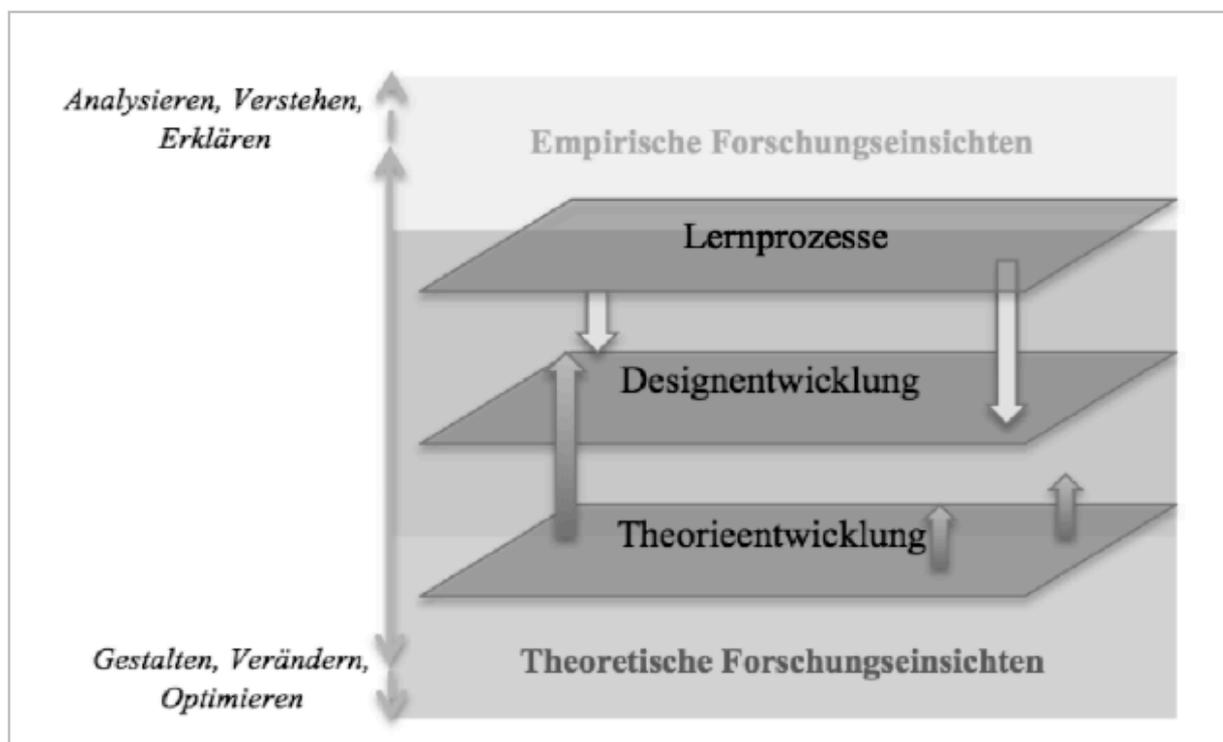 Analysieren, Verstehen,
Erklären
Empirische Forschungseinsichten
Lernprozesse
Designentwicklung
Theorieentwicklung
Gestalten, Verändern,
Optimieren
Theoretische Forschungseinsichten